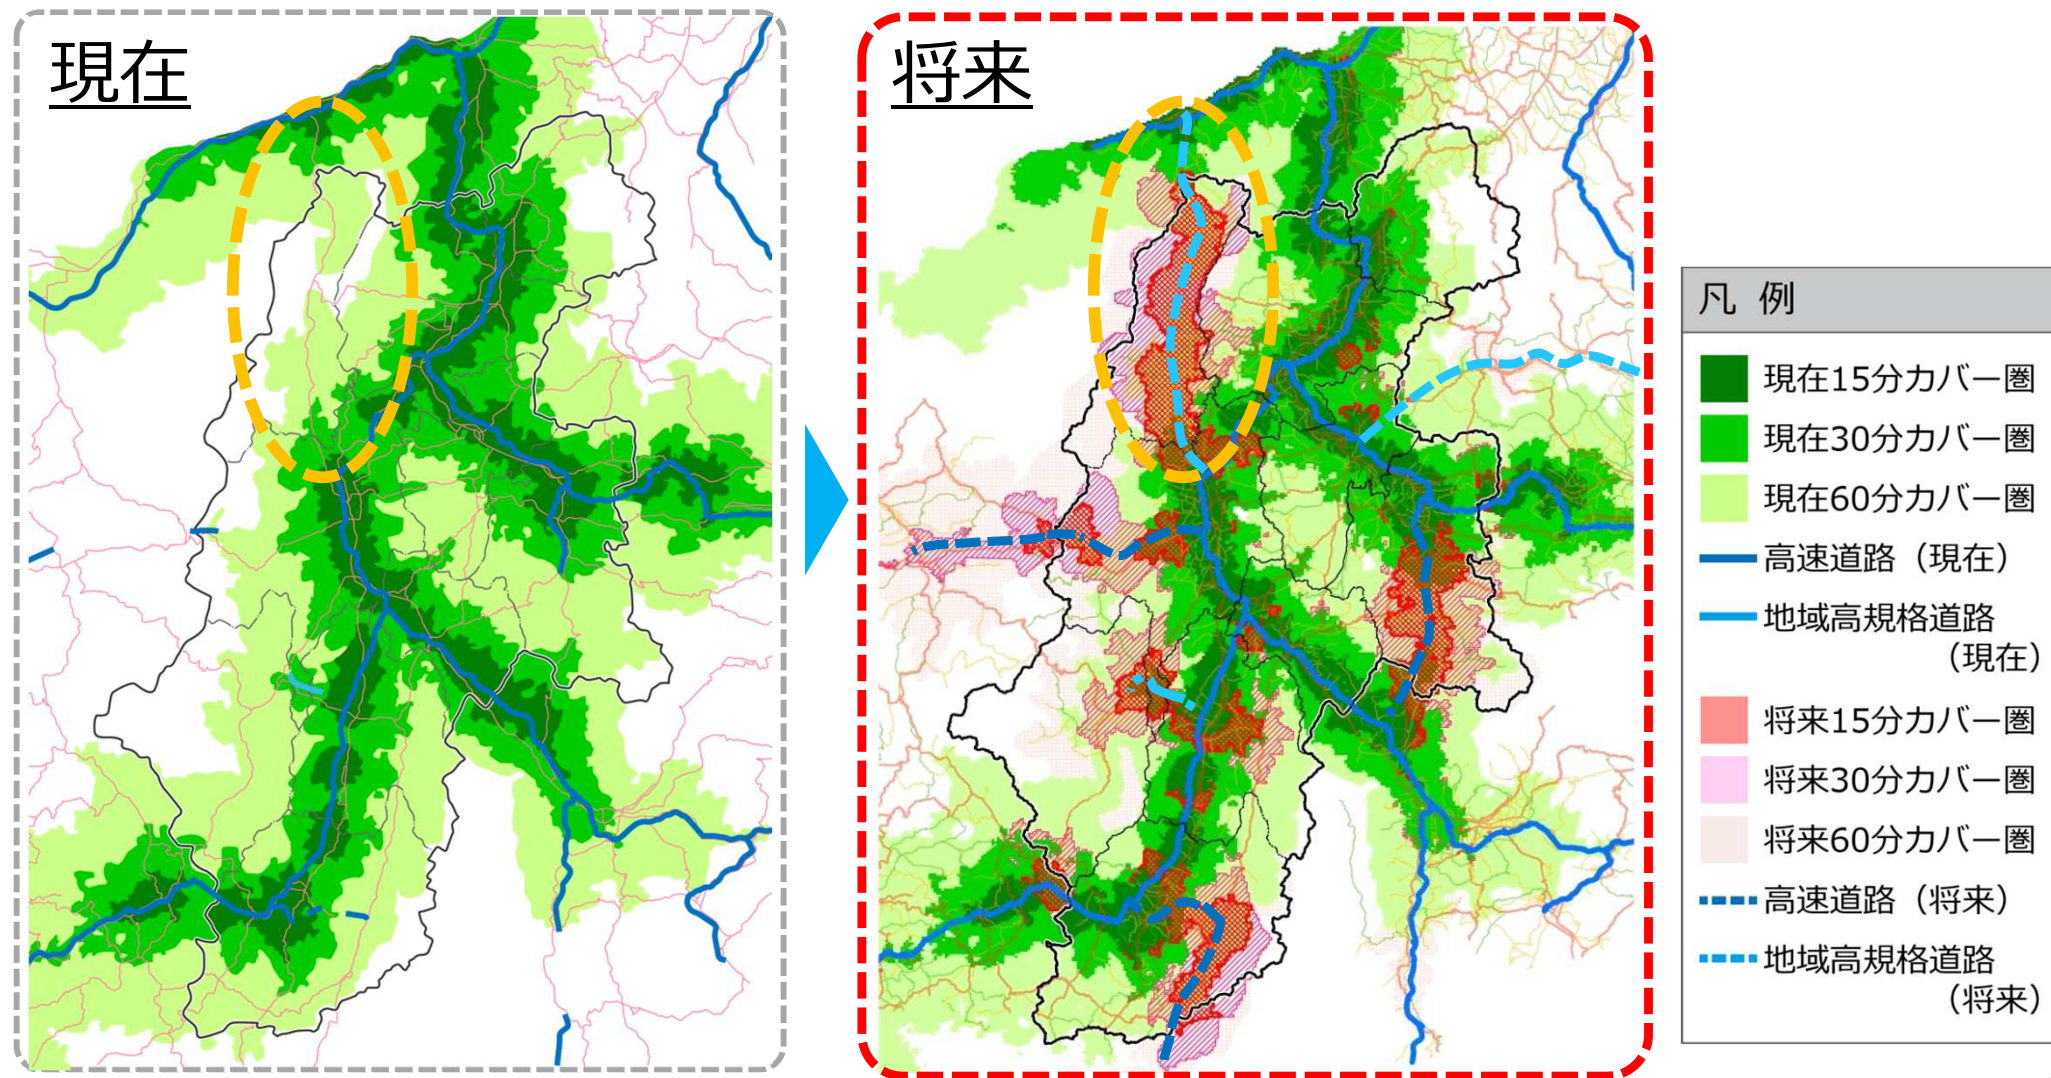 現在
将来
凡 例
現在15分カバー圏
現在30分カバー圏
現在60分カバー圏
高速道路（現在）
地域高規格道路
（現在）
将来15分カバー圏
将来30分カバー圏
将来60分カバー圏
高速道路（将来）
地域高規格道路
（将来）